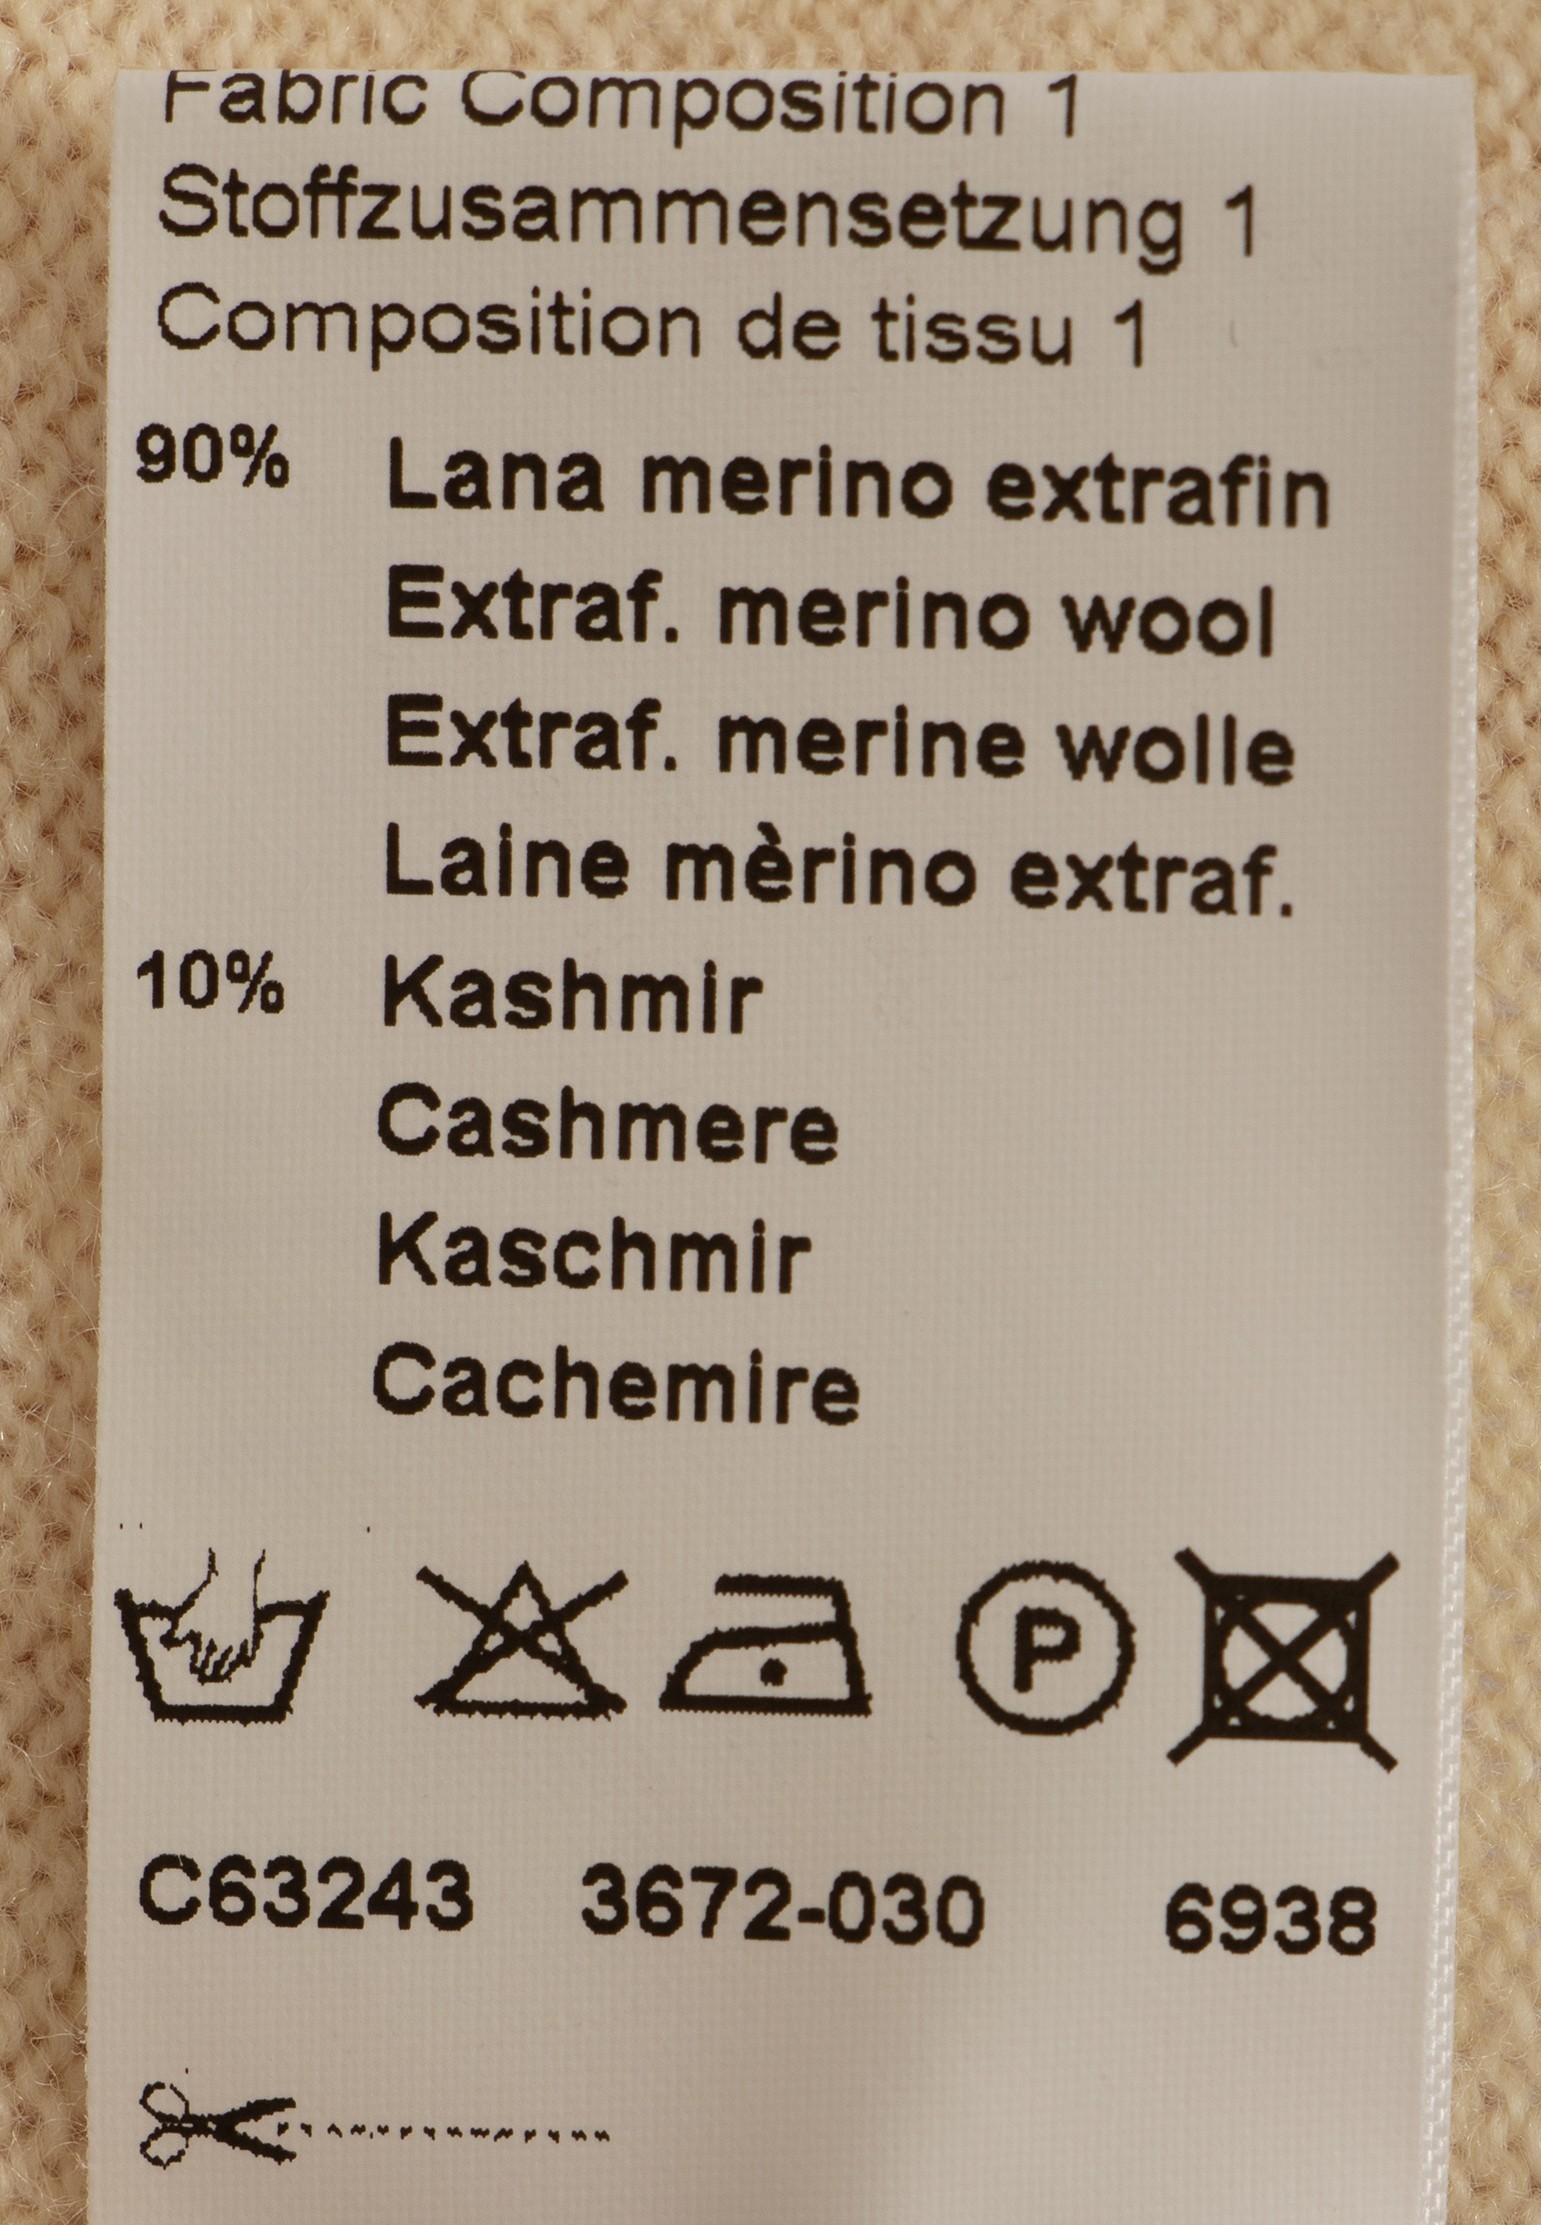 Fabric Composition 1
Stoffzusammensetzung 1
Composition de tissu 1
90% Lana merino extrafin
Extraf. merino wool
Extraf. merine wolle
Laine mèrino extraf.
10% Kashmir
Cashmere
Kaschmir
Cachemire
P
C63243 3672-030 6938